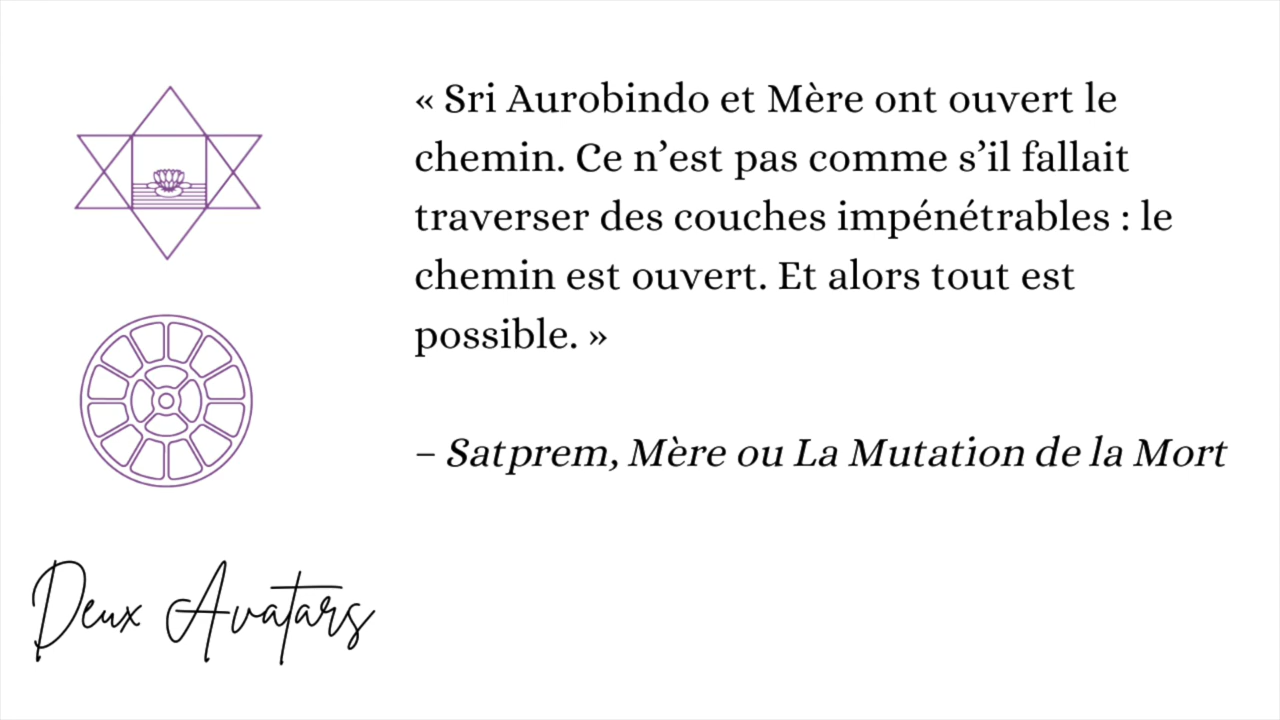 « Sri Aurobindo et Mère ont ouvert le
chemin. Ce n’est pas comme s’il fallait
traverser des couches impénétrables : le
chemin est ouvert. Et alors tout est
possible. »
– Satprem, Mère ou La Mutation de la Mort
Deux Avatars